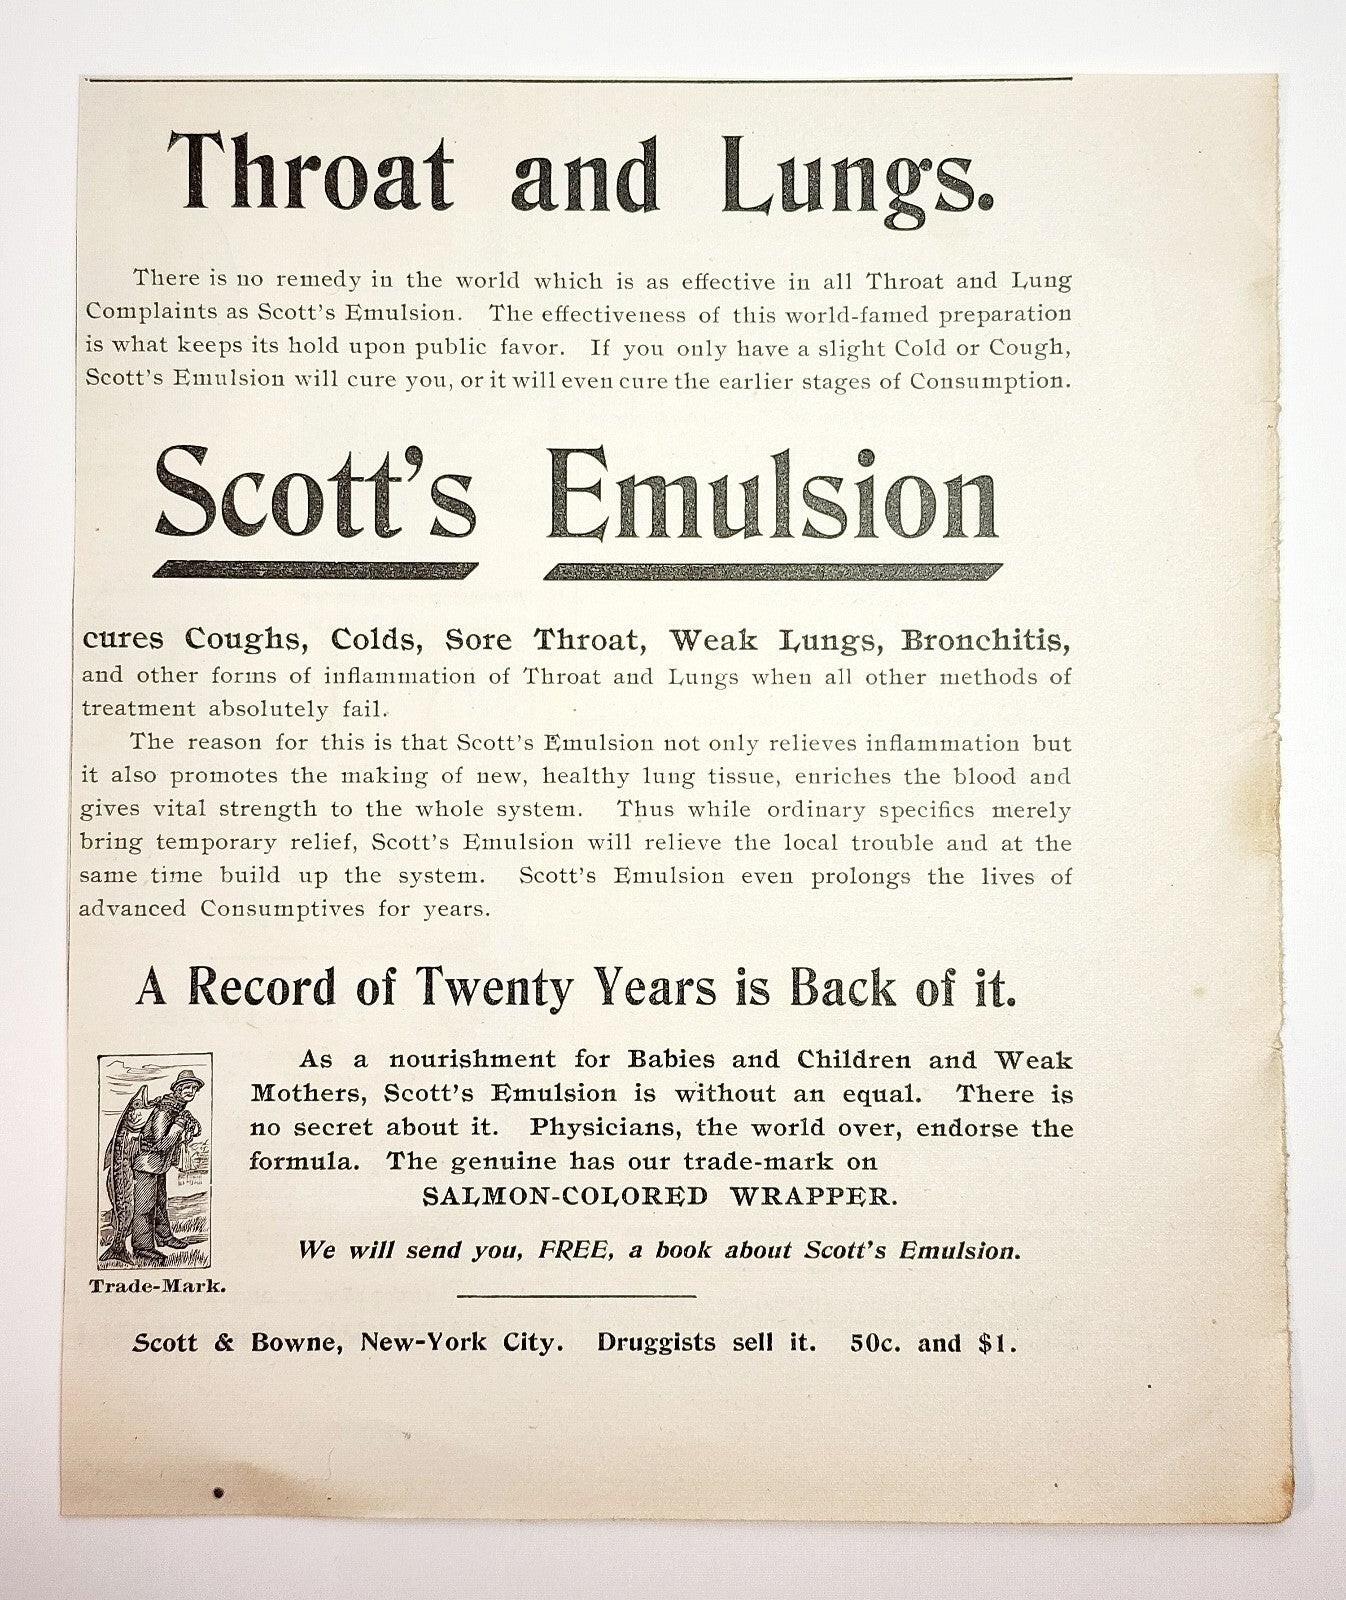 Throat and Lungs.
There is no remedy in the world which is as effective in all Throat and Lung
Complaints as Scott's Emulsion. The effectiveness of this world-famed preparation
is what keeps its hold upon public favor. If you only have a slight Cold or Cough,
Scott's Emulsion will cure you, or it will even cure the earlier stages of Consumption.
Scott's Emulsion
cures Coughs, Colds, Sore Throat, Weak Lungs, Bronchitis,
and other forms of inflammation of Throat and Lungs when all other methods of
treatment absolutely fail.
The reason for this is that Scott's Emulsion not only relieves inflammation but
it also promotes the making of new, healthy lung tissue, enriches the blood and
gives vital strength to the whole system. Thus while ordinary specifics merely
bring temporary relief, Scott's Emulsion will relieve the local trouble and at the
same time build up the system. Scott's Emulsion even prolongs the lives of
advanced Consumptives for years.
A Record of Twenty Years is Back of it.
As a nourishment for Babies and Children and Weak
Mothers, Scott's Emulsion is without an equal. There is
no secret about it. Physicians, the world over, endorse the
formula. The genuine has our trade-mark on
SALMON-COLORED WRAPPER.
We will send you, FREE, a book about Scott's Emulsion.
Trade-Mark.
Scott & Bowne, New-York City. Druggists sell it. 50c. and $1.